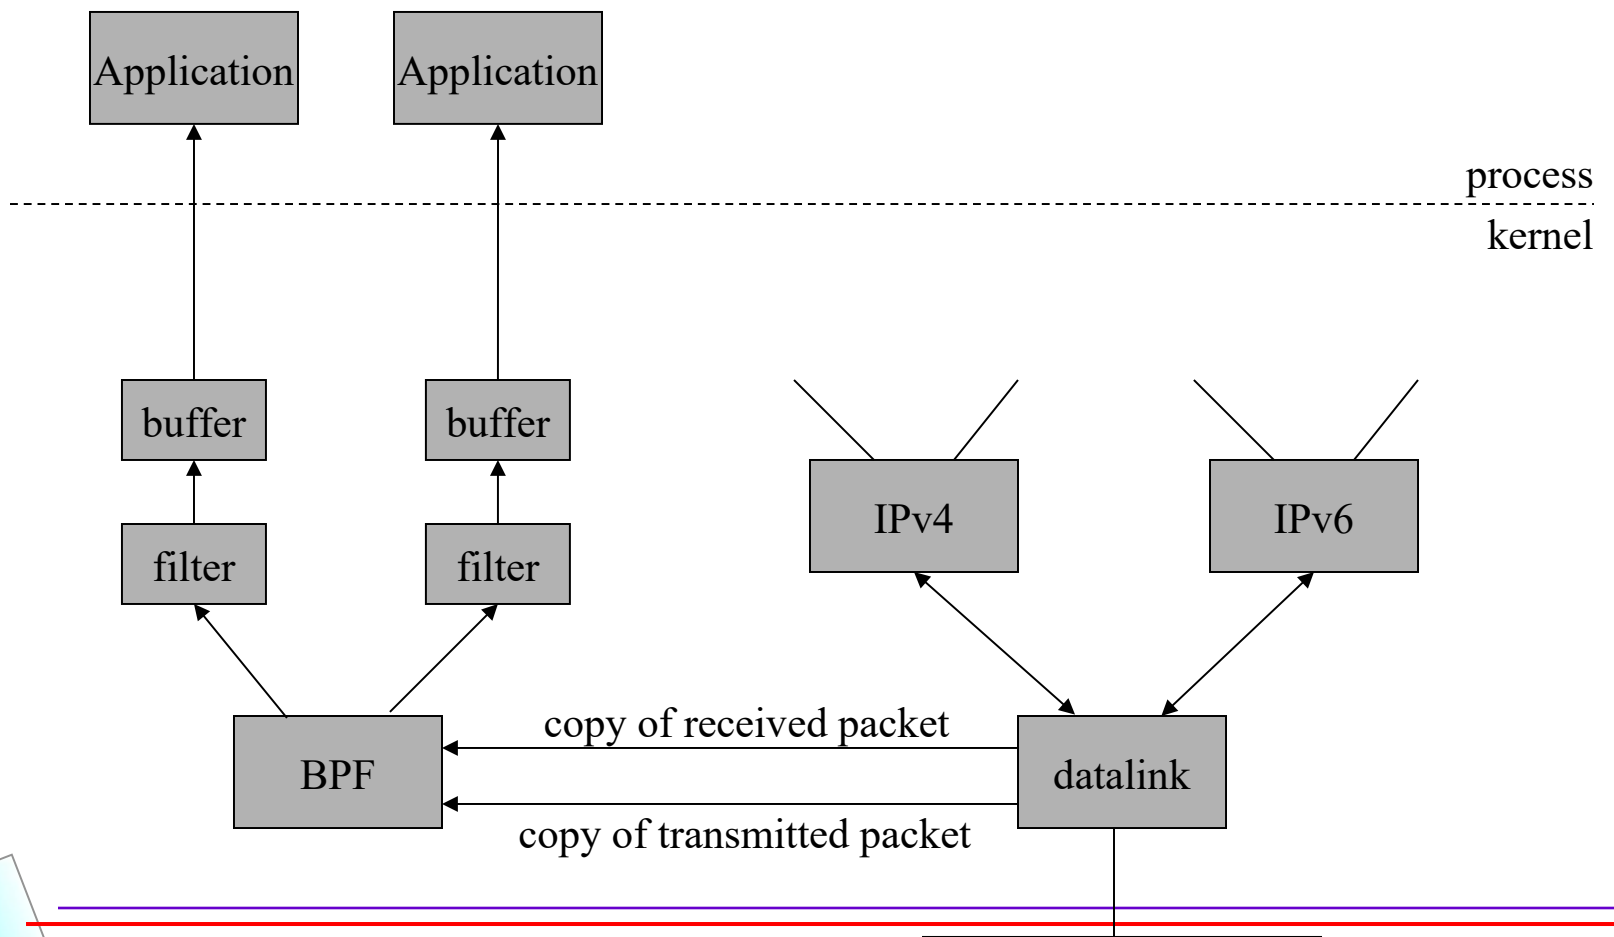 Application
Application
process
kernel
buffer
buffer
IPv4
IPv6
filter
filter
copy of received packet
BPF
datalink
copy of transmitted packet